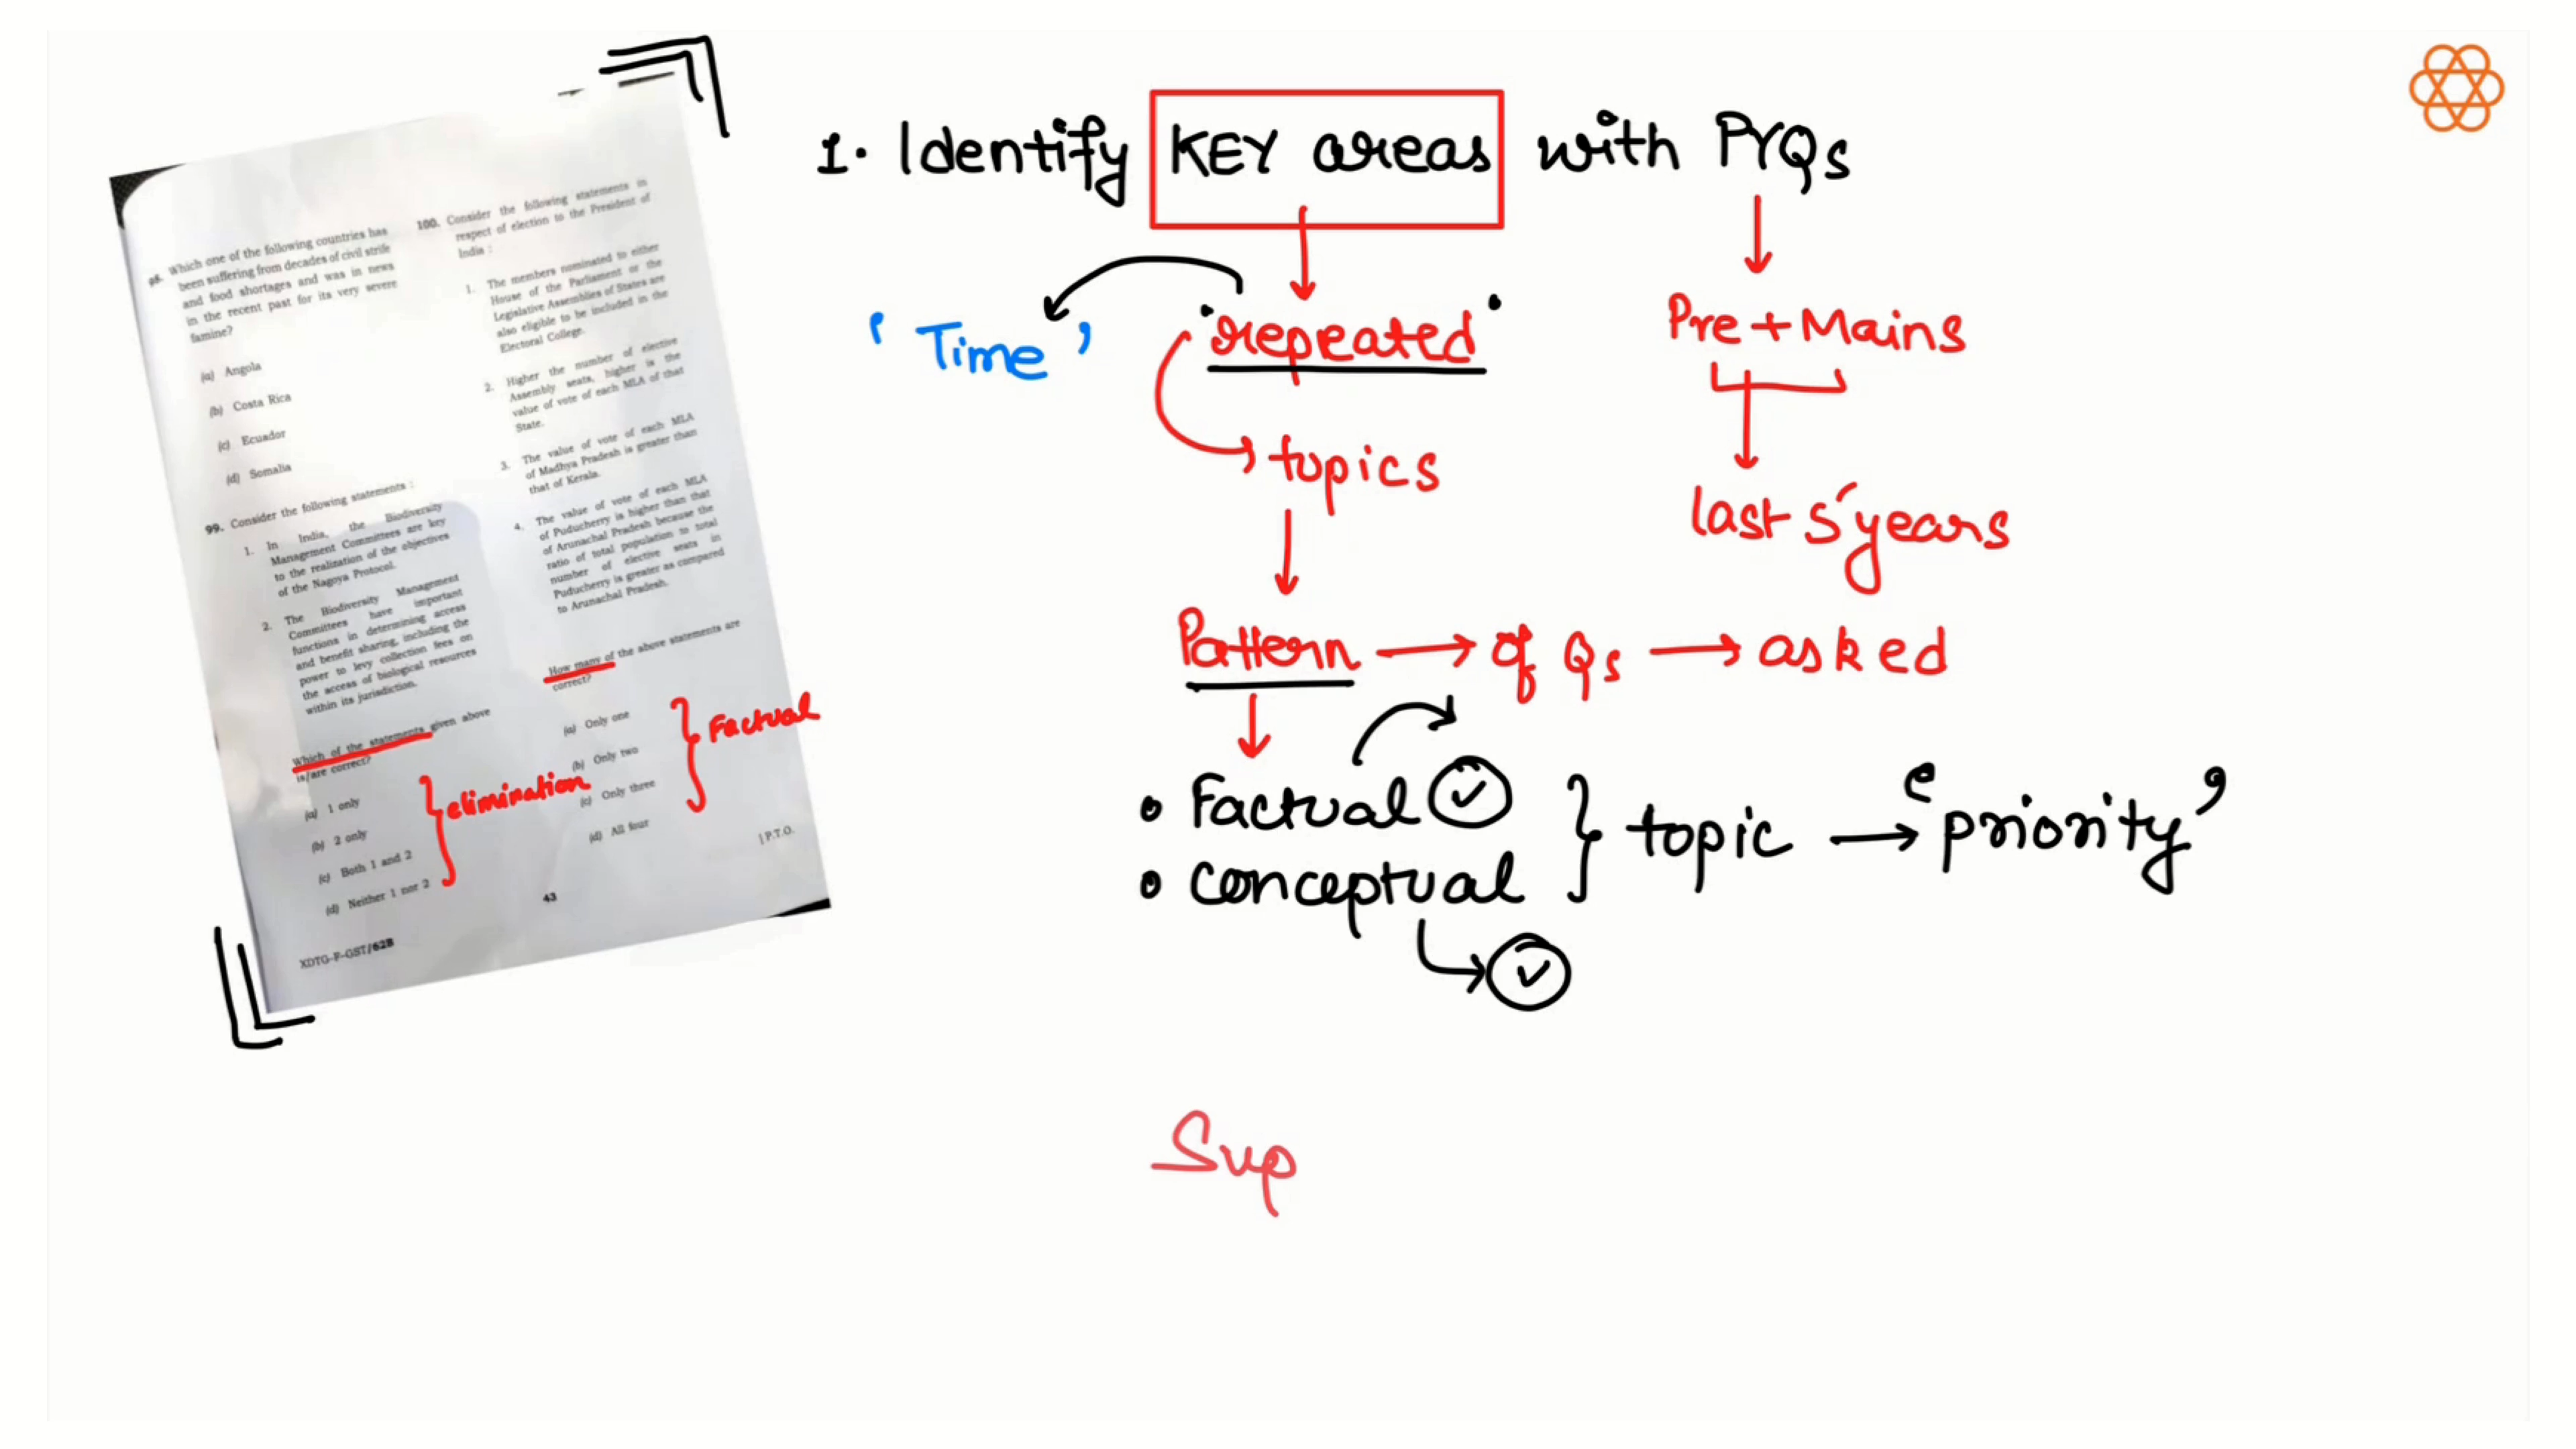 98. Which one of the following countries has
been suffering from decades of civil strife
and food shortages and was in news
in the recent past for its very severe
famine?
(a) Angola
(b) Costa Rica
(c) Ecuador
(d) Somalia
99. Consider the following statements :
1. In India, the Biodiversity
Management Committees are key
to the realization of the objectives
of the Nagoya Protocol.
2. The Biodiversity Management
Committees have important
functions in determining access
and benefit sharing, including the
power to levy collection fees on
the access of biological resources
within its jurisdiction.
Which of the statements given above
is/are correct?
(a) 1 only
(b) 2 only
(c) Both 1 and 2
(d) Neither 1 nor 2
elimination
XDTG-F-GST/62B
100. Consider the following statements in
respect of election to the President of
India :
1. The members nominated to either
House of the Parliament or the
Legislative Assemblies of States are
also eligible to be included in the
Electoral College.
2. Higher the number of elective
Assembly seats, higher is the
value of vote of each MLA of that
State.
3. The value of vote of each MLA
of Madhya Pradesh is greater than
that of Kerala.
4. The value of vote of each MLA
of Puducherry is higher than that
of Arunachal Pradesh because the
ratio of total population to total
number of elective seats in
Puducherry is greater as compared
to Arunachal Pradesh.
How many of the above statements are
correct?
(a) Only one
(b) Only two
(c) Only three
(d) All four
Factual
[ P.T.O.
43
1. Identify KEY areas with PYQs
'Time' 'repeated' Pre + Mains
topics last 5 years
Pattern → of Qs → asked
• Factual
• conceptual } topic → 'priority'
Sup